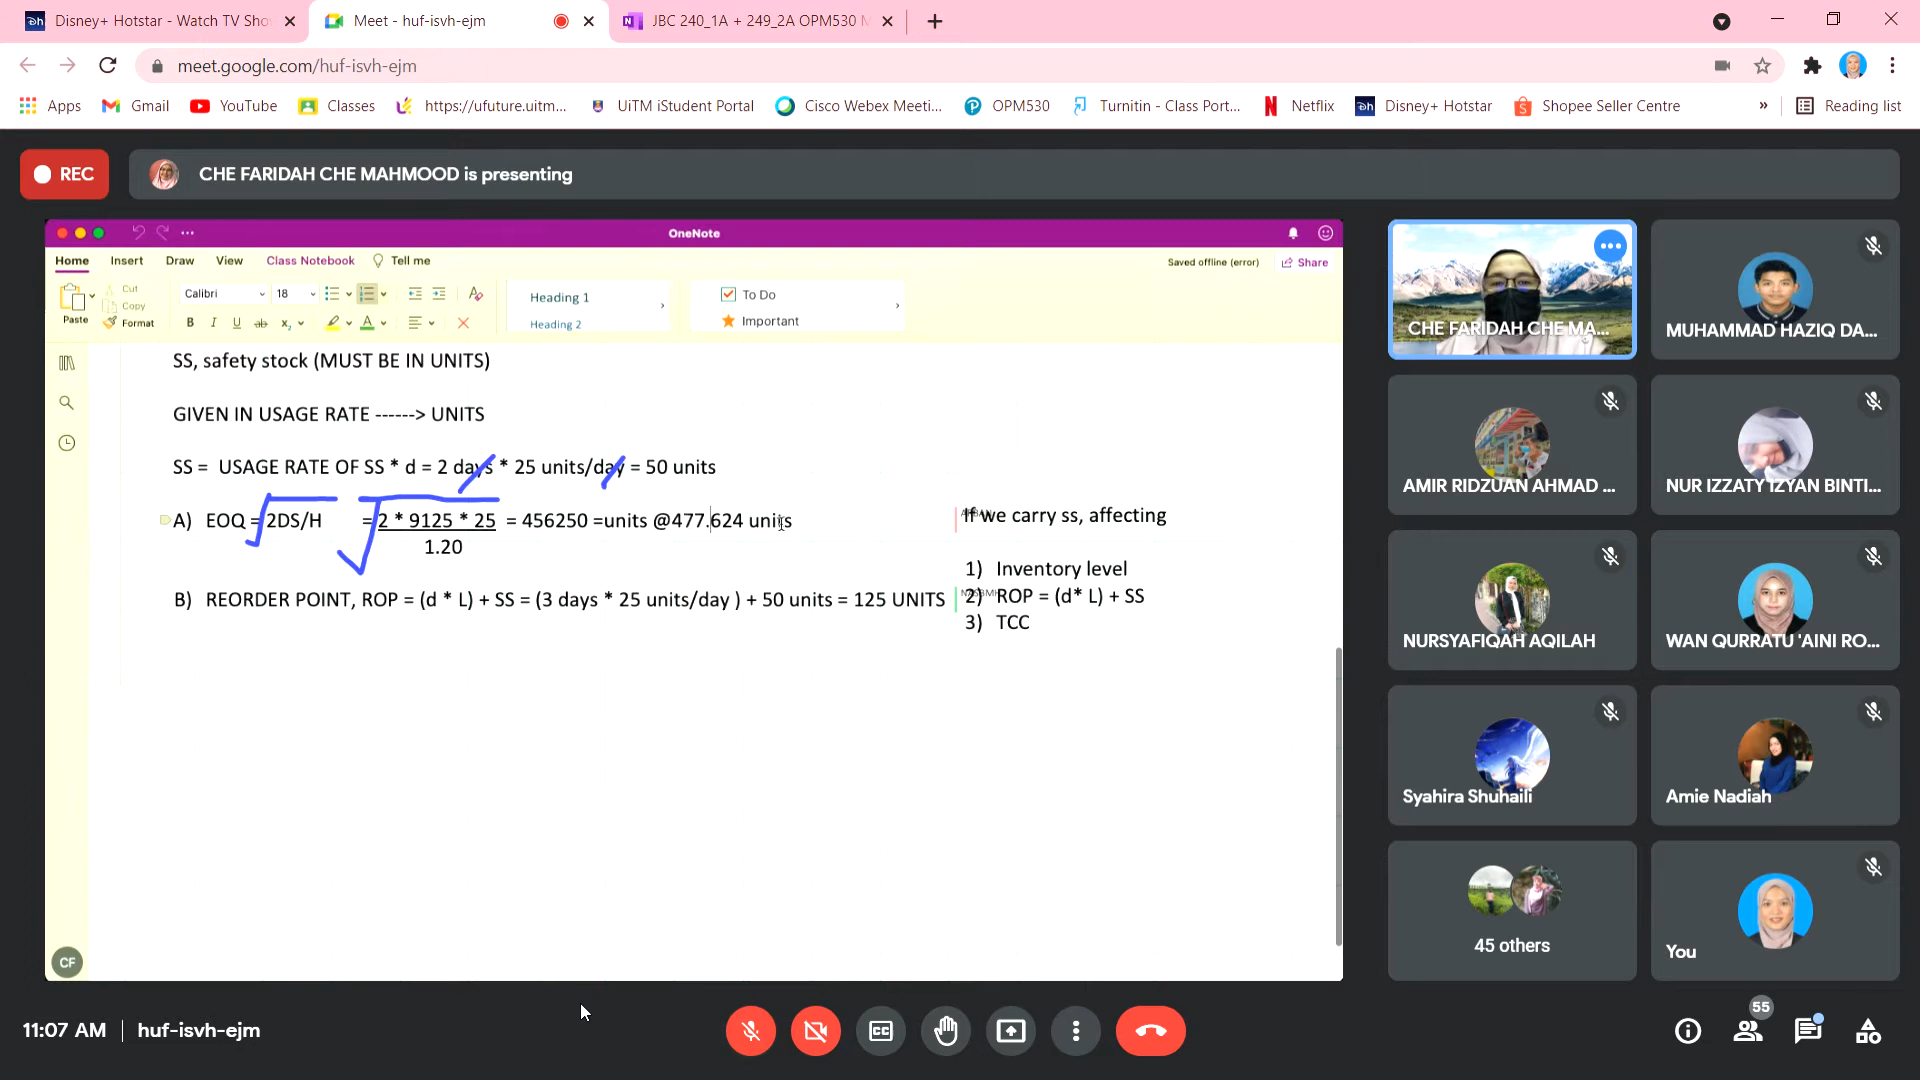 Disney+ Hotstar - Watch TV Sho
Meet - huf-isvh-ejm
JBC 240_1A + 249_2A OPM530 M
meet.google.com/huf-isvh-ejm
Apps
Gmail
YouTube
Classes
https://ufuture.uitm...
UiTM iStudent Portal
Cisco Webex Meeti...
OPM530
Turnitin - Class Port...
Netflix
Disney+ Hotstar
Shopee Seller Centre
»
Reading list
REC
CHE FARIDAH CHE MAHMOOD is presenting
OneNote
Home
Insert
Draw
View
Class Notebook
Tell me
Saved offline (error)
Share
Paste
Cut
Copy
Format
Calibri
18
B I U ab x₂
A
Heading 1
Heading 2
To Do
Important
SS, safety stock (MUST BE IN UNITS)
GIVEN IN USAGE RATE ------> UNITS
SS = USAGE RATE OF SS * d = 2 days * 25 units/day = 50 units
A) EOQ = √2DS/H = √2 * 9125 * 25 = 456250 =units @477.624 units
1.20
B) REORDER POINT, ROP = (d * L) + SS = (3 days * 25 units/day ) + 50 units = 125 UNITS
If we carry ss, affecting
1) Inventory level
2) ROP = (d* L) + SS
3) TCC
CF
CHE FARIDAH CHE MA...
MUHAMMAD HAZIQ DA...
AMIR RIDZUAN AHMAD ...
NUR IZZATY IZYAN BINTI...
NURSYAFIQAH AQILAH
WAN QURRATU 'AINI RO...
Syahira Shuhaili
Amie Nadiah
45 others
You
11:07 AM
huf-isvh-ejm
CC
55